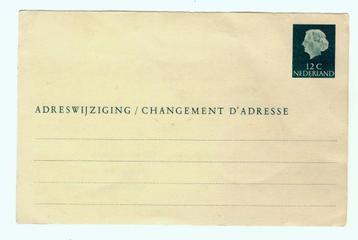 12 C
NEDERLAND
ADRESWIJZIGING / CHANGEMENT D'ADRESSE